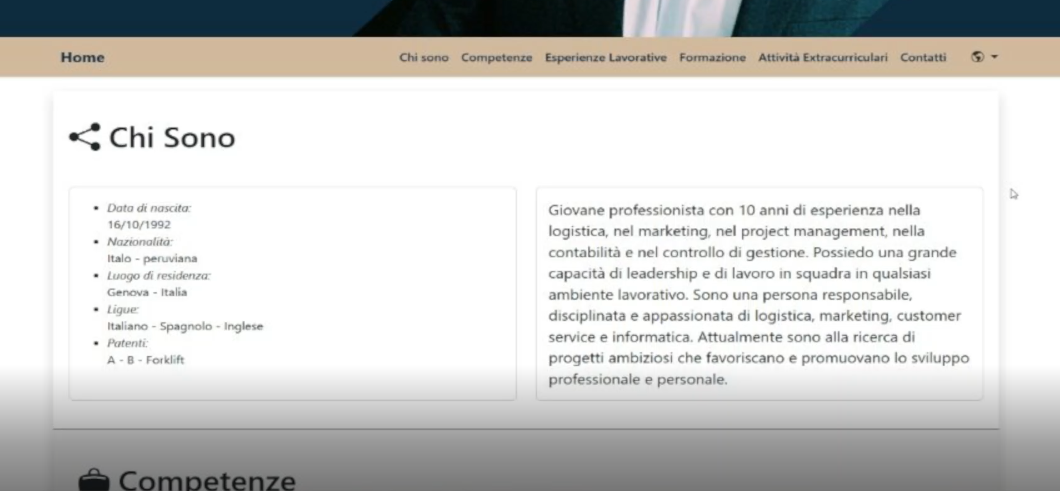 Home
Chi sono Competenze Esperienze Lavorative Formazione Attività Extracurriculari Contatti
Chi Sono
Data di nascita:
16/10/1992
Nazionalità:
Italo - peruviana
Luogo di residenza:
Genova - Italia
Ligue:
Italiano - Spagnolo - Inglese
Patenti:
A - B - Forklift
Giovane professionista con 10 anni di esperienza nella
logistica, nel marketing, nel project management, nella
contabilità e nel controllo di gestione. Possiedo una grande
capacità di leadership e di lavoro in squadra in qualsiasi
ambiente lavorativo. Sono una persona responsabile,
disciplinata e appassionata di logistica, marketing, customer
service e informatica. Attualmente sono alla ricerca di
progetti ambiziosi che favoriscano e promuovano lo sviluppo
professionale e personale.
Competenze